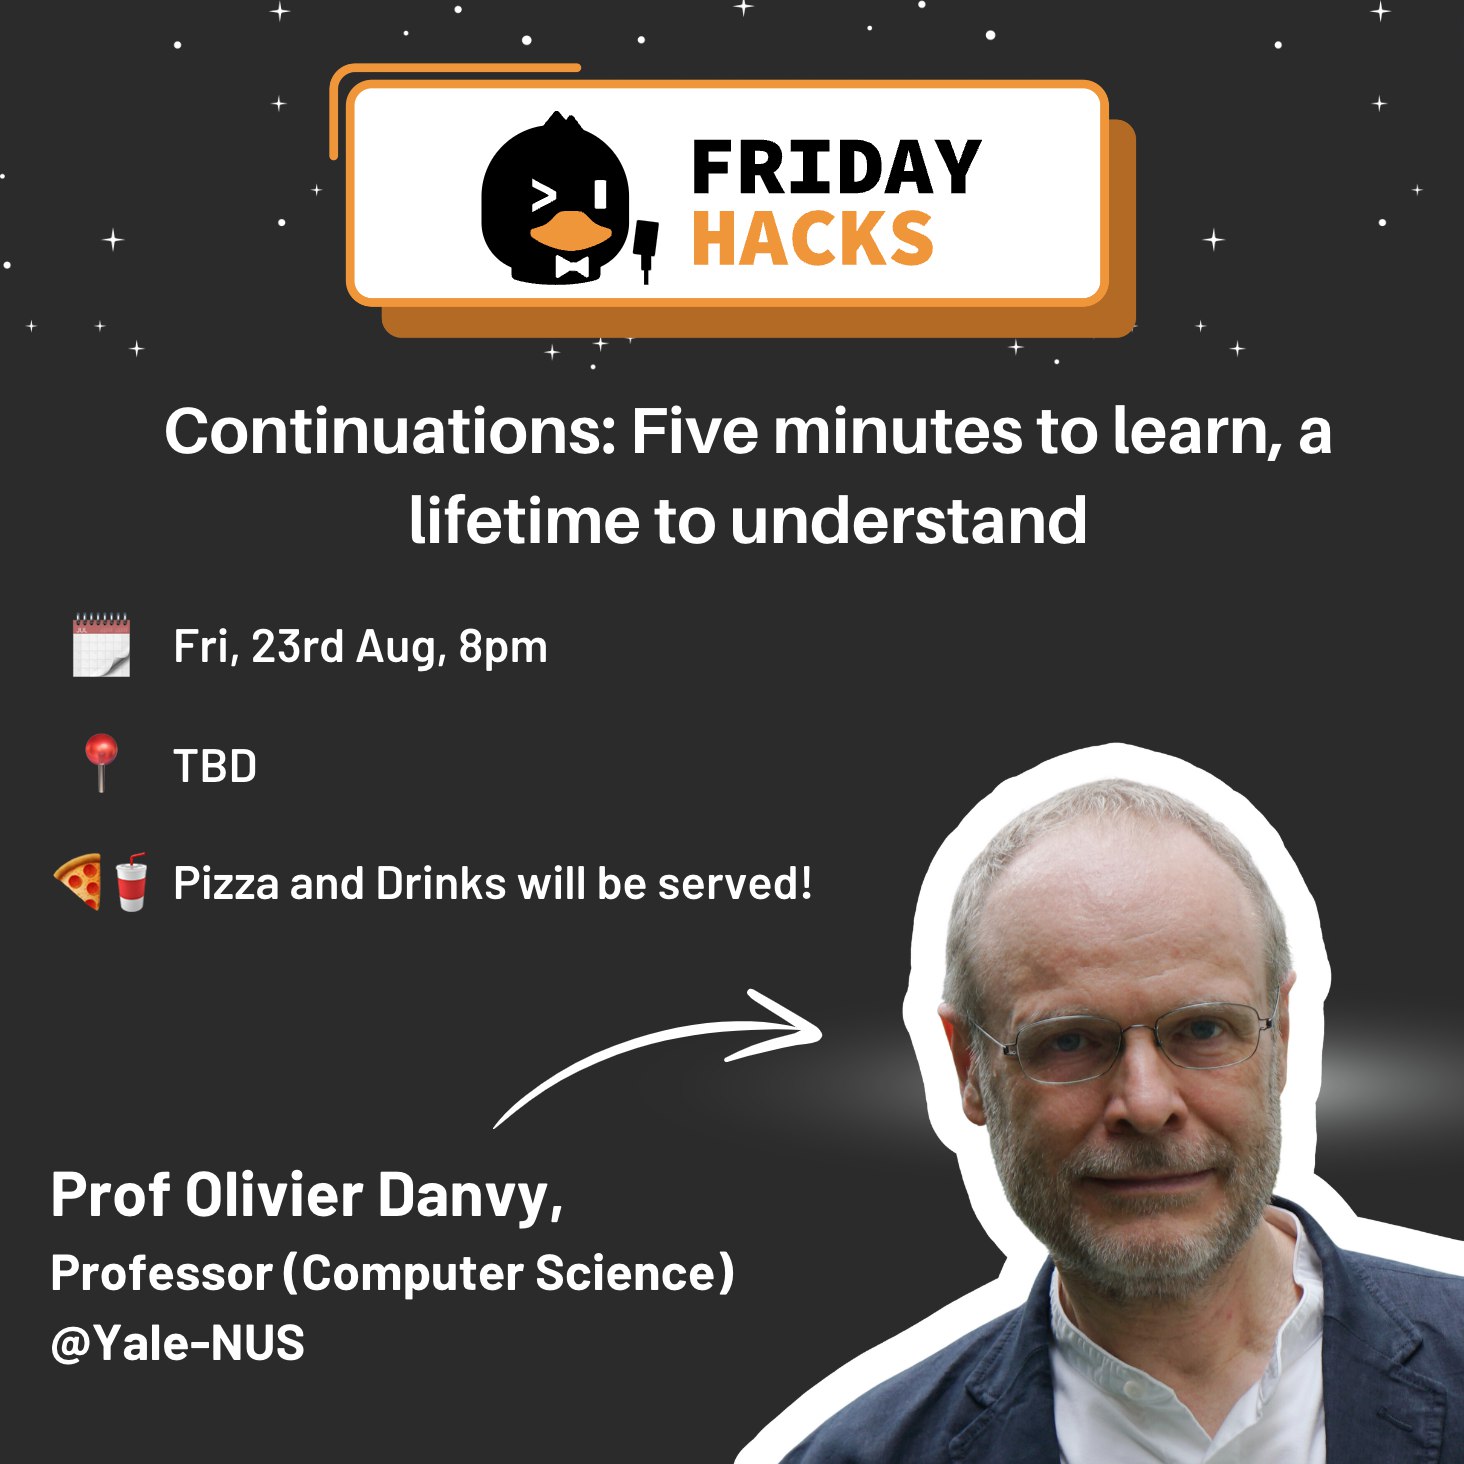 FRIDAY
HACKS
Continuations: Five minutes to learn, a
lifetime to understand
JUL
Fri, 23rd Aug, 8pm
TBD
Pizza and Drinks will be served!
Prof Olivier Danvy,
Professor (Computer Science)
@Yale-NUS